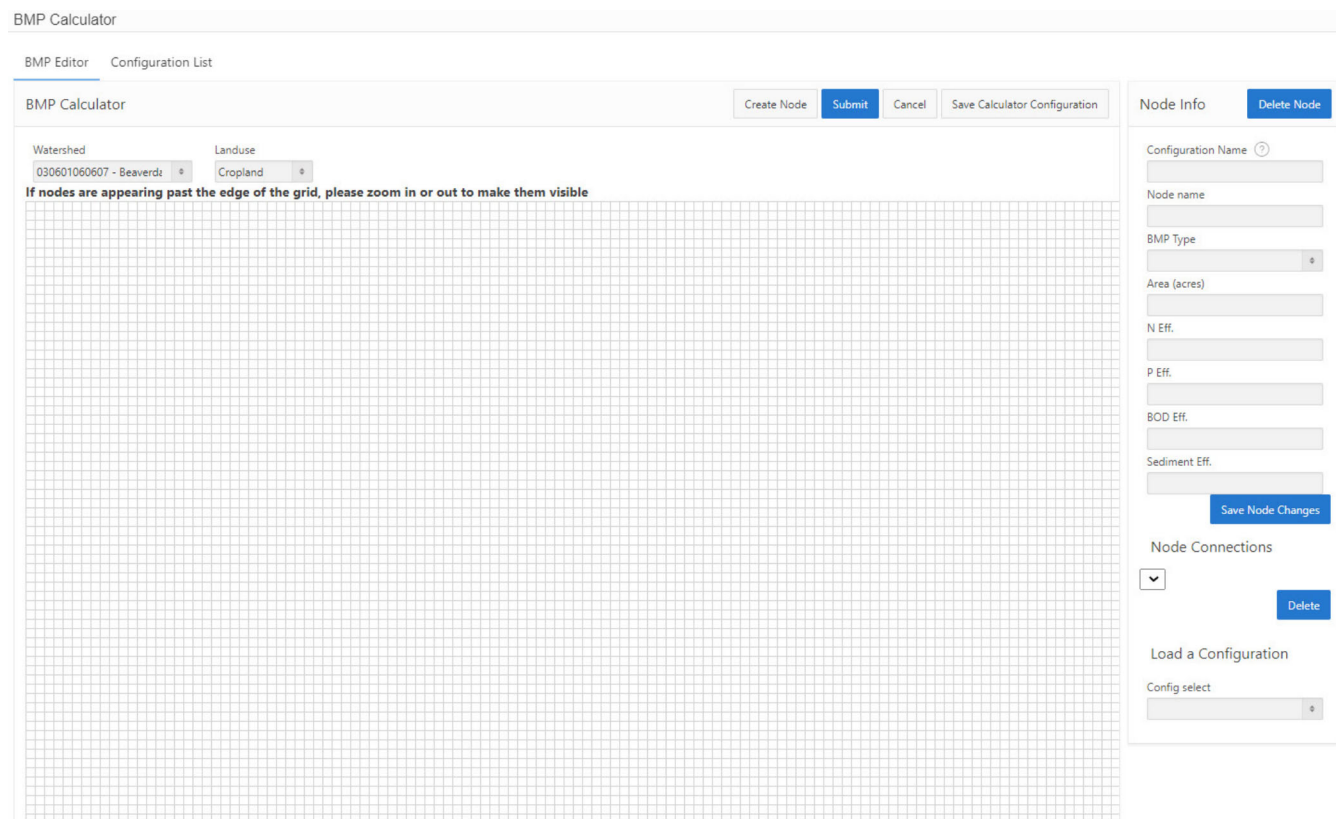 BMP Calculator
BMP Editor Configuration List
BMP Calculator
Create Node
Submit
Cancel
Save Calculator Configuration
Watershed
Landuse
030601060607 - Beaverda
Cropland
If nodes are appearing past the edge of the grid, please zoom in or out to make them visible
Node Info
Delete Node
Configuration Name ?
Node name
BMP Type
Area (acres)
N Eff.
P Eff.
BOD Eff.
Sediment Eff.
Save Node Changes
Node Connections
Delete
Load a Configuration
Config select